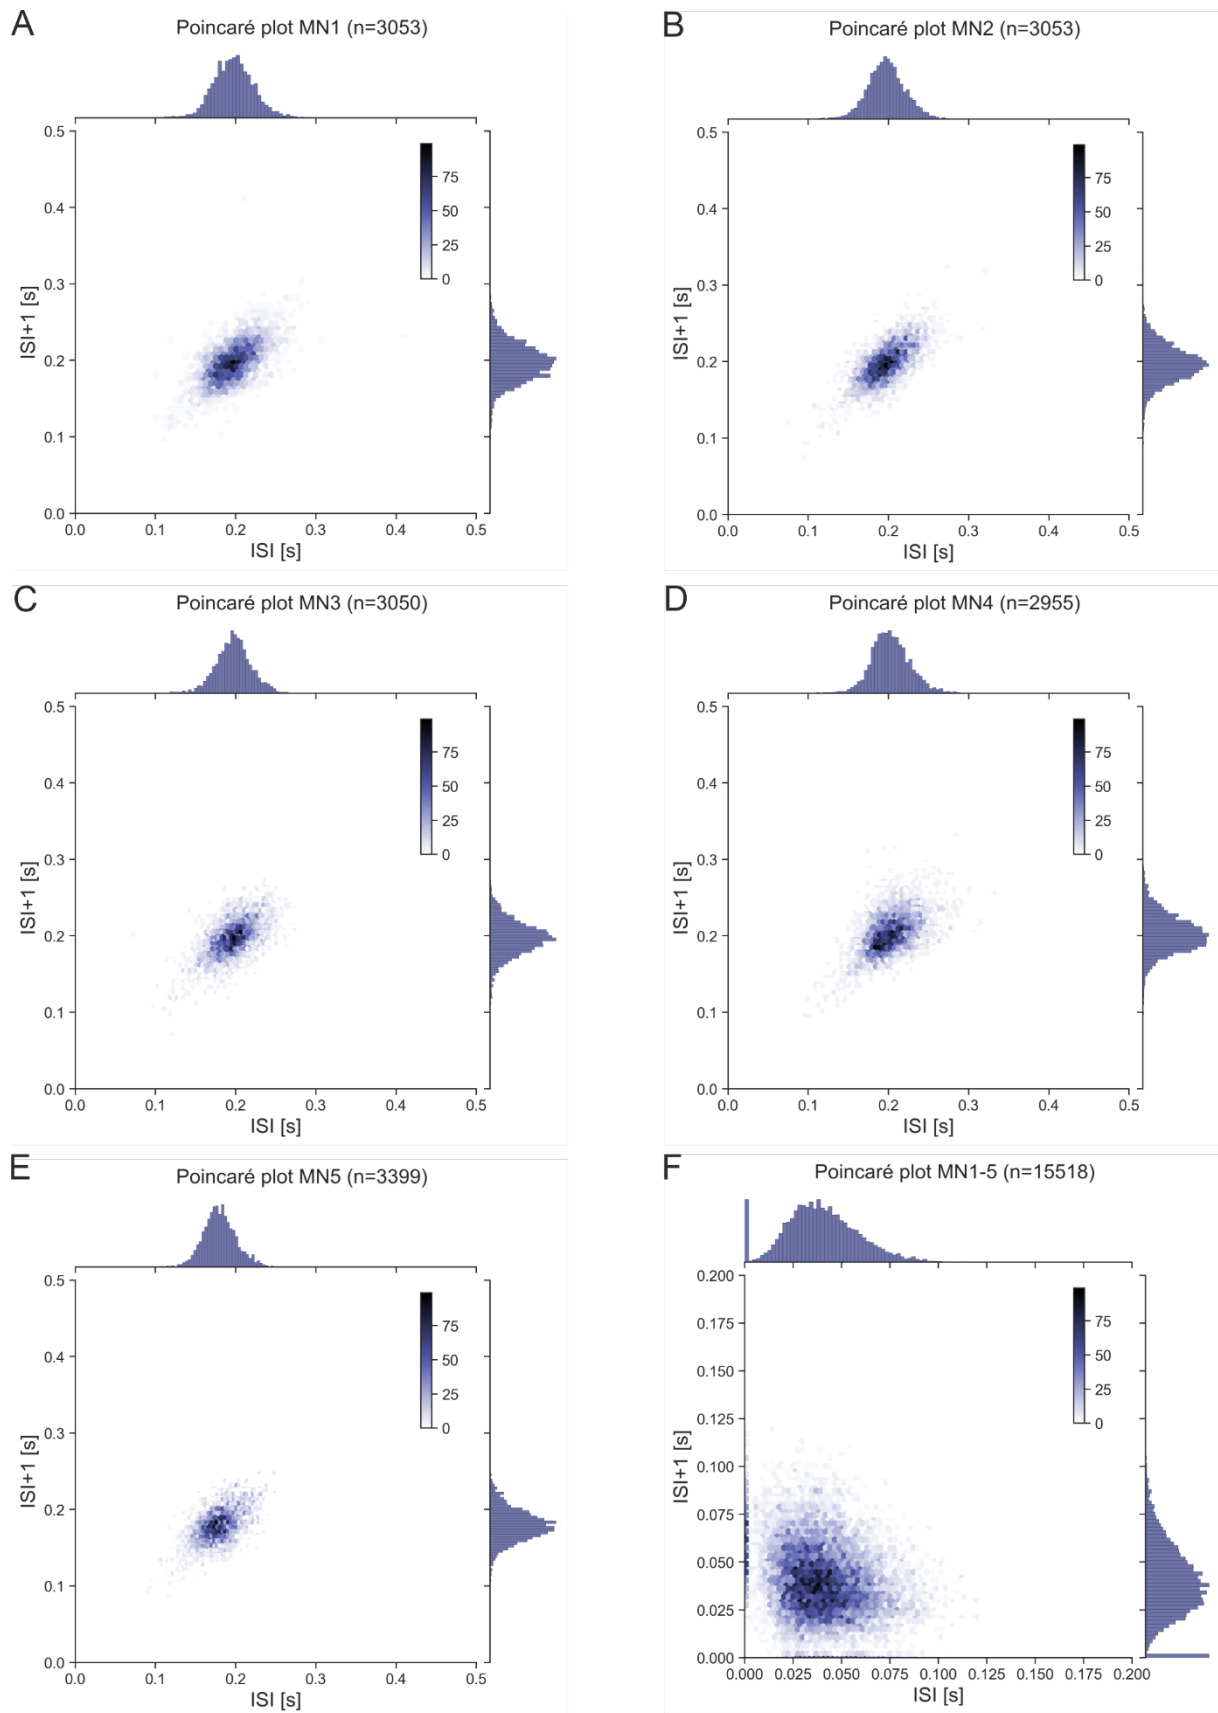 A
Poincaré plot MN1 (n=3053)
0.5
0.4
0.3
0.2
0.1
0.0
ISI+1 [s]
75
50
25
0
0.0 0.1 0.2 0.3 0.4 0.5
ISI [s]
B
Poincaré plot MN2 (n=3053)
0.5
0.4
0.3
0.2
0.1
0.0
ISI+1 [s]
75
50
25
0
0.0 0.1 0.2 0.3 0.4 0.5
ISI [s]
C
Poincaré plot MN3 (n=3050)
0.5
0.4
0.3
0.2
0.1
0.0
ISI+1 [s]
75
50
25
0
0.0 0.1 0.2 0.3 0.4 0.5
ISI [s]
D
Poincaré plot MN4 (n=2955)
0.5
0.4
0.3
0.2
0.1
0.0
ISI+1 [s]
75
50
25
0
0.0 0.1 0.2 0.3 0.4 0.5
ISI [s]
E
Poincaré plot MN5 (n=3399)
0.5
0.4
0.3
0.2
0.1
0.0
ISI+1 [s]
75
50
25
0
0.0 0.1 0.2 0.3 0.4 0.5
ISI [s]
F
Poincaré plot MN1-5 (n=15518)
0.200
0.175
0.150
0.125
0.100
0.075
0.050
0.025
0.000
ISI+1 [s]
75
50
25
0
0.000 0.025 0.050 0.075 0.100 0.125 0.150 0.175 0.200
ISI [s]